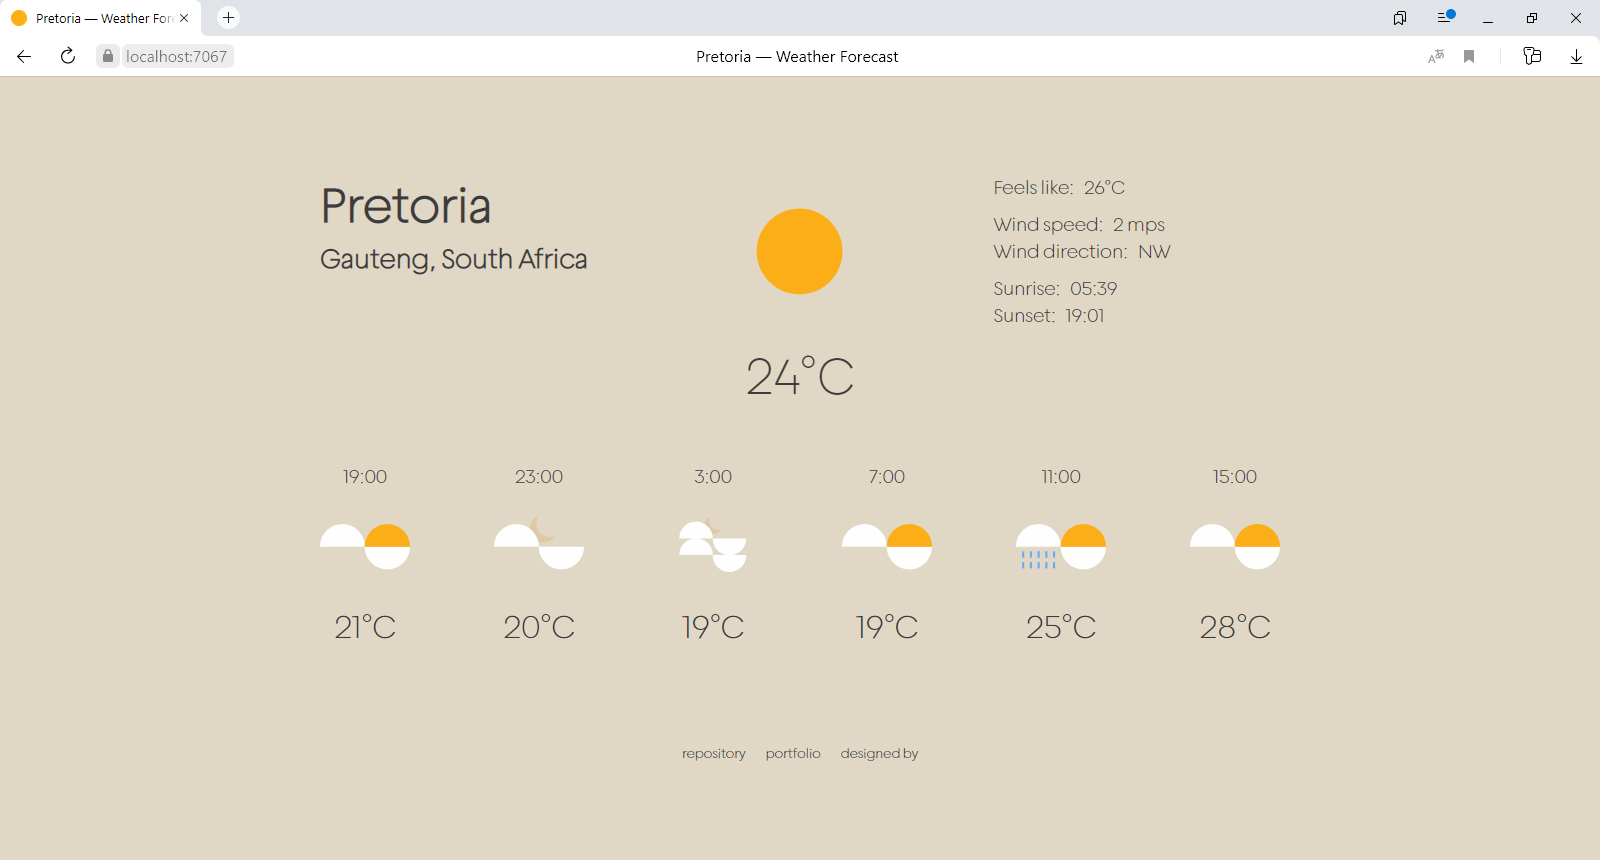 Pretoria — Weather For
localhost:7067
Pretoria — Weather Forecast
Pretoria
Gauteng, South Africa
Feels like: 26°C
Wind speed: 2 mps
Wind direction: NW
Sunrise: 05:39
Sunset: 19:01
24°C
19:00 23:00 3:00 7:00 11:00 15:00
21°C 20°C 19°C 19°C 25°C 28°C
repository portfolio designed by